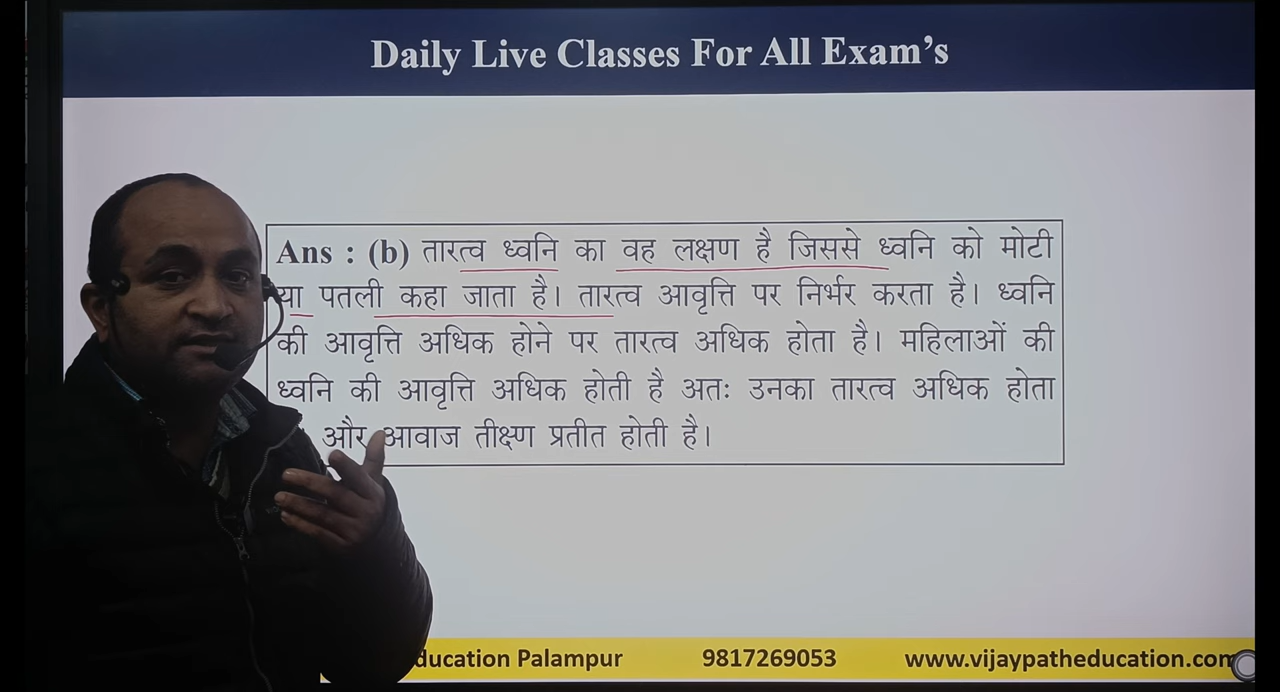 Daily Live Classes For All Exam's
Ans : (b) तारत्व ध्वनि का वह लक्षण है जिससे ध्वनि को मोटी
या पतली कहा जाता है। तारत्व आवृत्ति पर निर्भर करता है। ध्वनि
की आवृत्ति अधिक होने पर तारत्व अधिक होता है। महिलाओं की
ध्वनि की आवृत्ति अधिक होती है अतः उनका तारत्व अधिक होता
और आवाज तीक्ष्ण प्रतीत होती है।
ducation Palampur 9817269053 www.vijaypatheducation.com